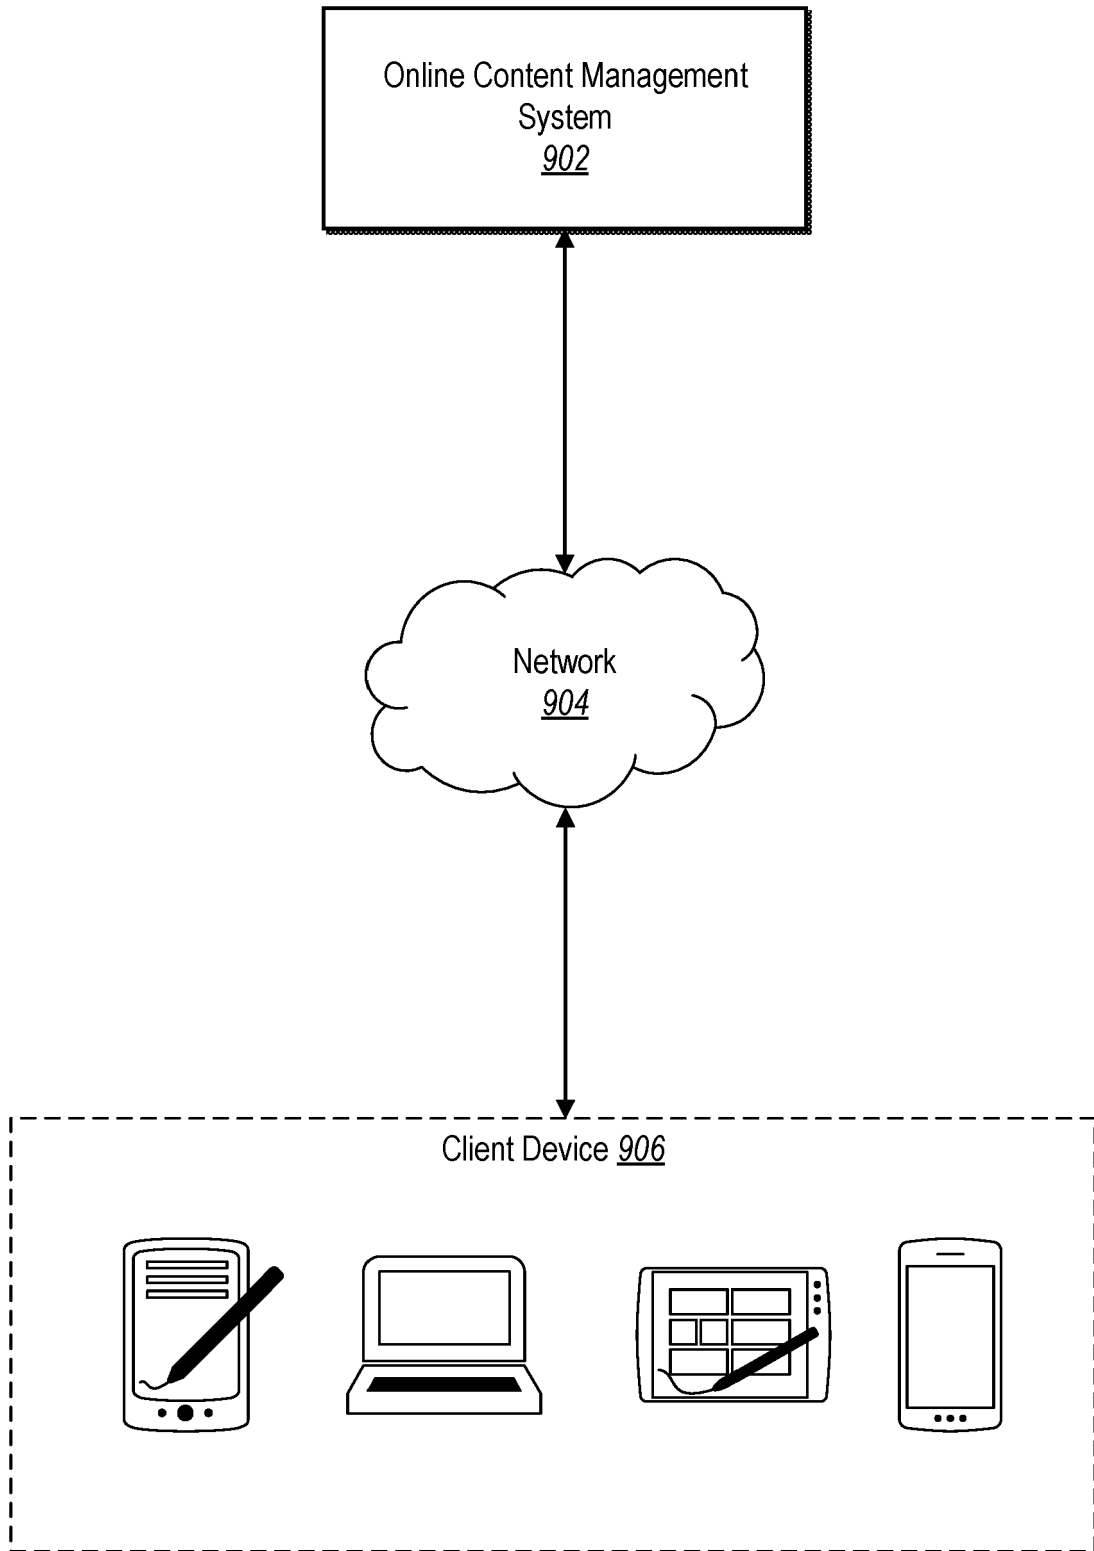 Online Content Management
System
902
Network
904
Client Device 906